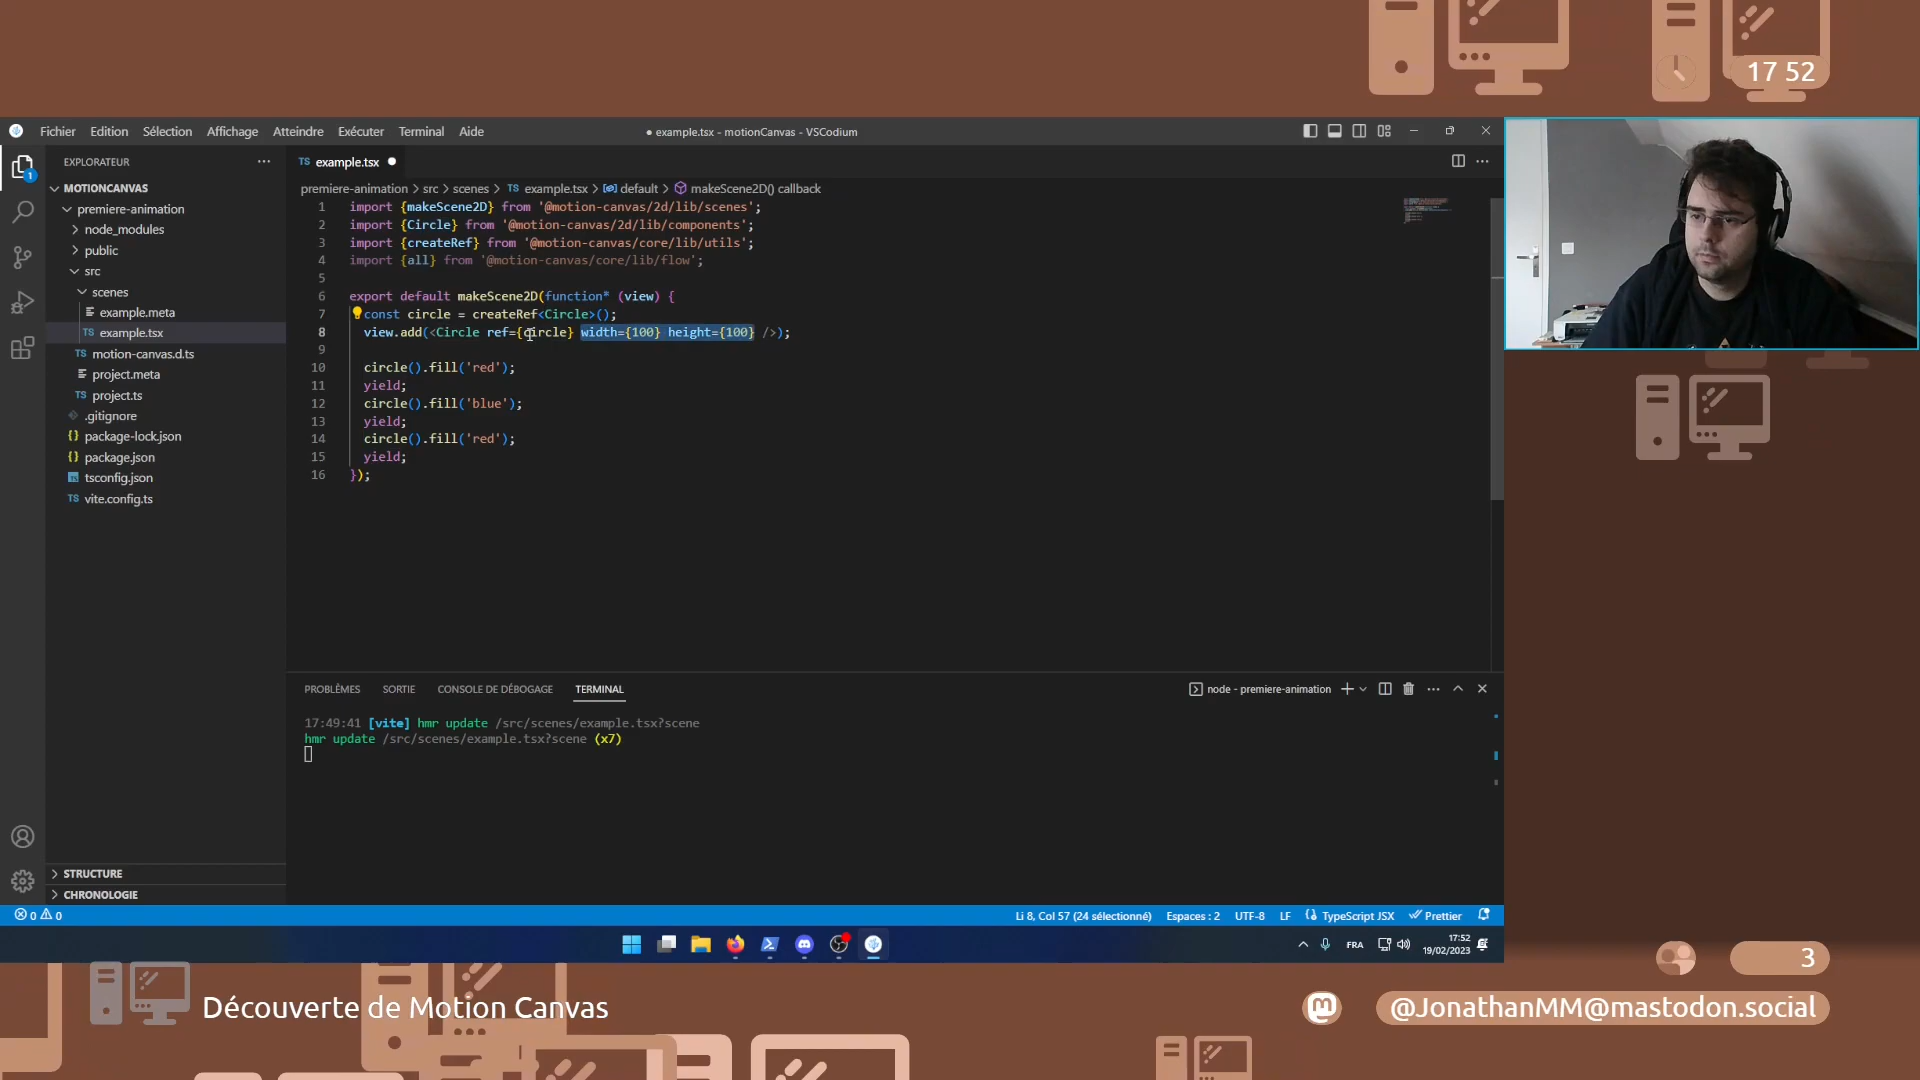 17 52
Fichier Edition Sélection Affichage Atteindre Exécuter Terminal Aide
● example.tsx - motionCanvas - VSCodium
EXPLORATEUR
MOTIONCANVAS
premiere-animation
node_modules
public
src
scenes
example.meta
TS example.tsx
TS motion-canvas.d.ts
project.meta
TS project.ts
.gitignore
{} package-lock.json
{} package.json
tsconfig.json
TS vite.config.ts
STRUCTURE
CHRONOLOGIE
1
TS example.tsx ●
premiere-animation > src > scenes > TS example.tsx > default > makeScene2D() callback
1 import {makeScene2D} from '@motion-canvas/2d/lib/scenes';
2 import {Circle} from '@motion-canvas/2d/lib/components';
3 import {createRef} from '@motion-canvas/core/lib/utils';
4 import {all} from '@motion-canvas/core/lib/flow';
5
6 export default makeScene2D(function* (view) {
7 const circle = createRef<Circle>();
8 view.add(<Circle ref={circle} width={100} height={100} />);
9
10 circle().fill('red');
11 yield;
12 circle().fill('blue');
13 yield;
14 circle().fill('red');
15 yield;
16 });
PROBLÈMES SORTIE CONSOLE DE DÉBOGAGE TERMINAL
node - premiere-animation
17:49:41 [vite] hmr update /src/scenes/example.tsx?scene
hmr update /src/scenes/example.tsx?scene (x7)
0 0
Li 8, Col 57 (24 sélectionné) Espaces : 2 UTF-8 LF TypeScript JSX Prettier
FRA
17:52
19/02/2023
3
Découverte de Motion Canvas
@JonathanMM@mastodon.social